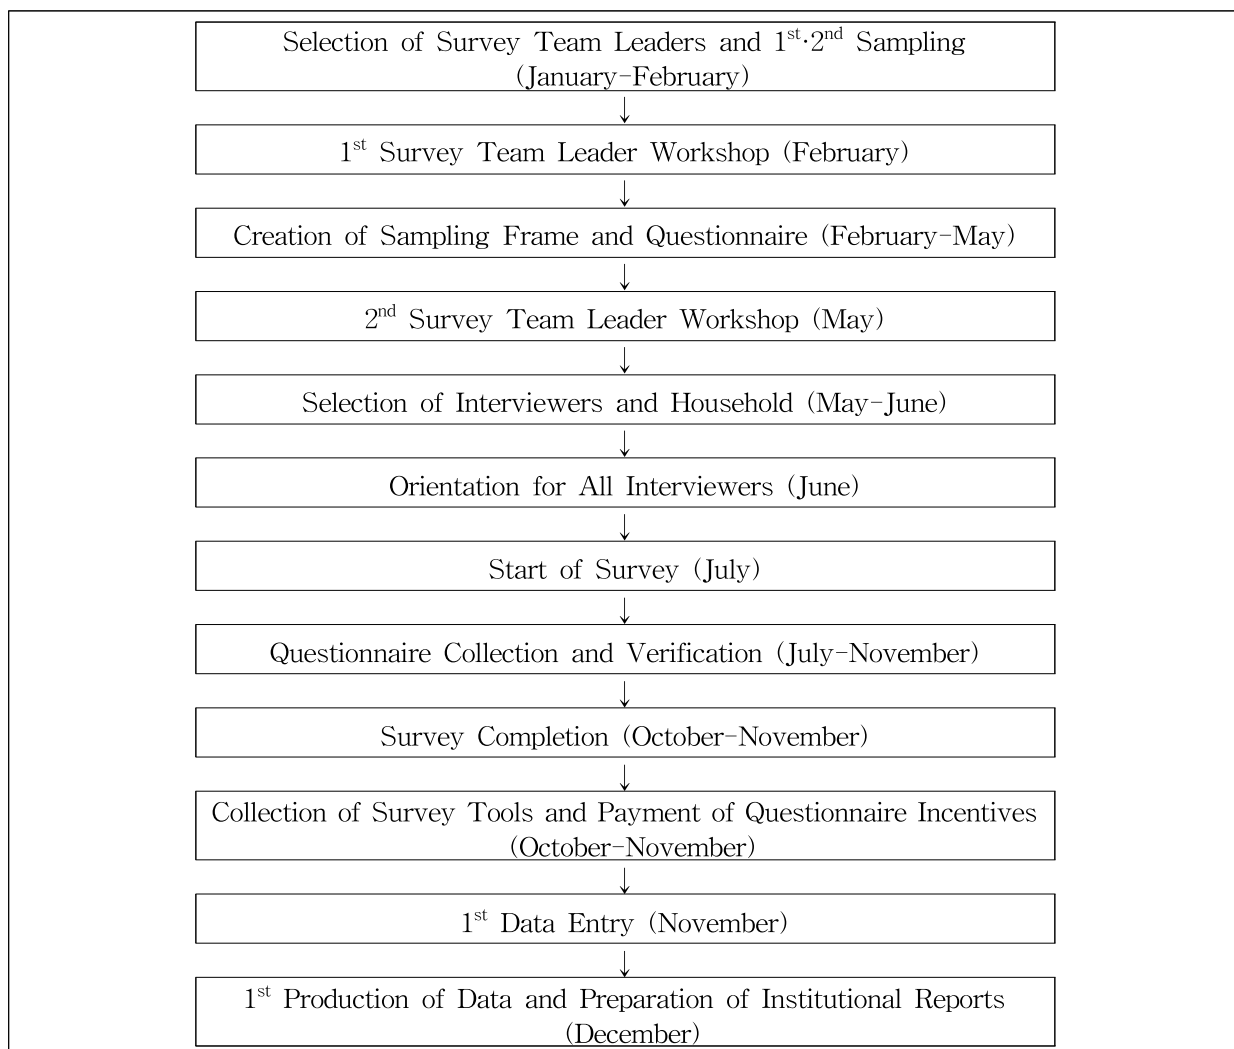 Selection of Survey Team Leaders and 1st·2nd Sampling
(January-February)
1st Survey Team Leader Workshop (February)
Creation of Sampling Frame and Questionnaire (February-May)
2nd Survey Team Leader Workshop (May)
Selection of Interviewers and Household (May-June)
Orientation for All Interviewers (June)
Start of Survey (July)
Questionnaire Collection and Verification (July-November)
Survey Completion (October-November)
Collection of Survey Tools and Payment of Questionnaire Incentives
(October-November)
1st Data Entry (November)
1st Production of Data and Preparation of Institutional Reports
(December)